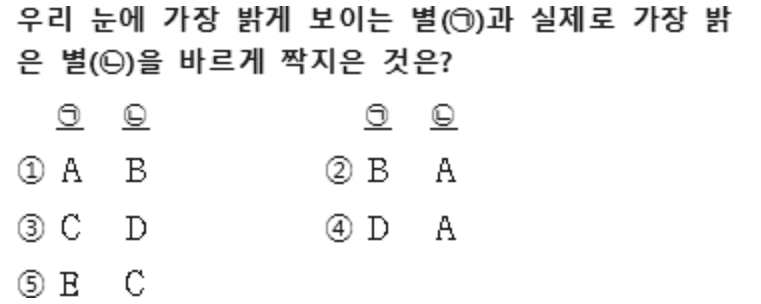 우리 눈에 가장 밝게 보이는 별(㉠)과 실제로 가장 밝
은 별(㉡)을 바르게 짝지은 것은?
㉠ ㉡ ㉠ ㉡
① A B ② B A
③ C D ④ D A
⑤ E C